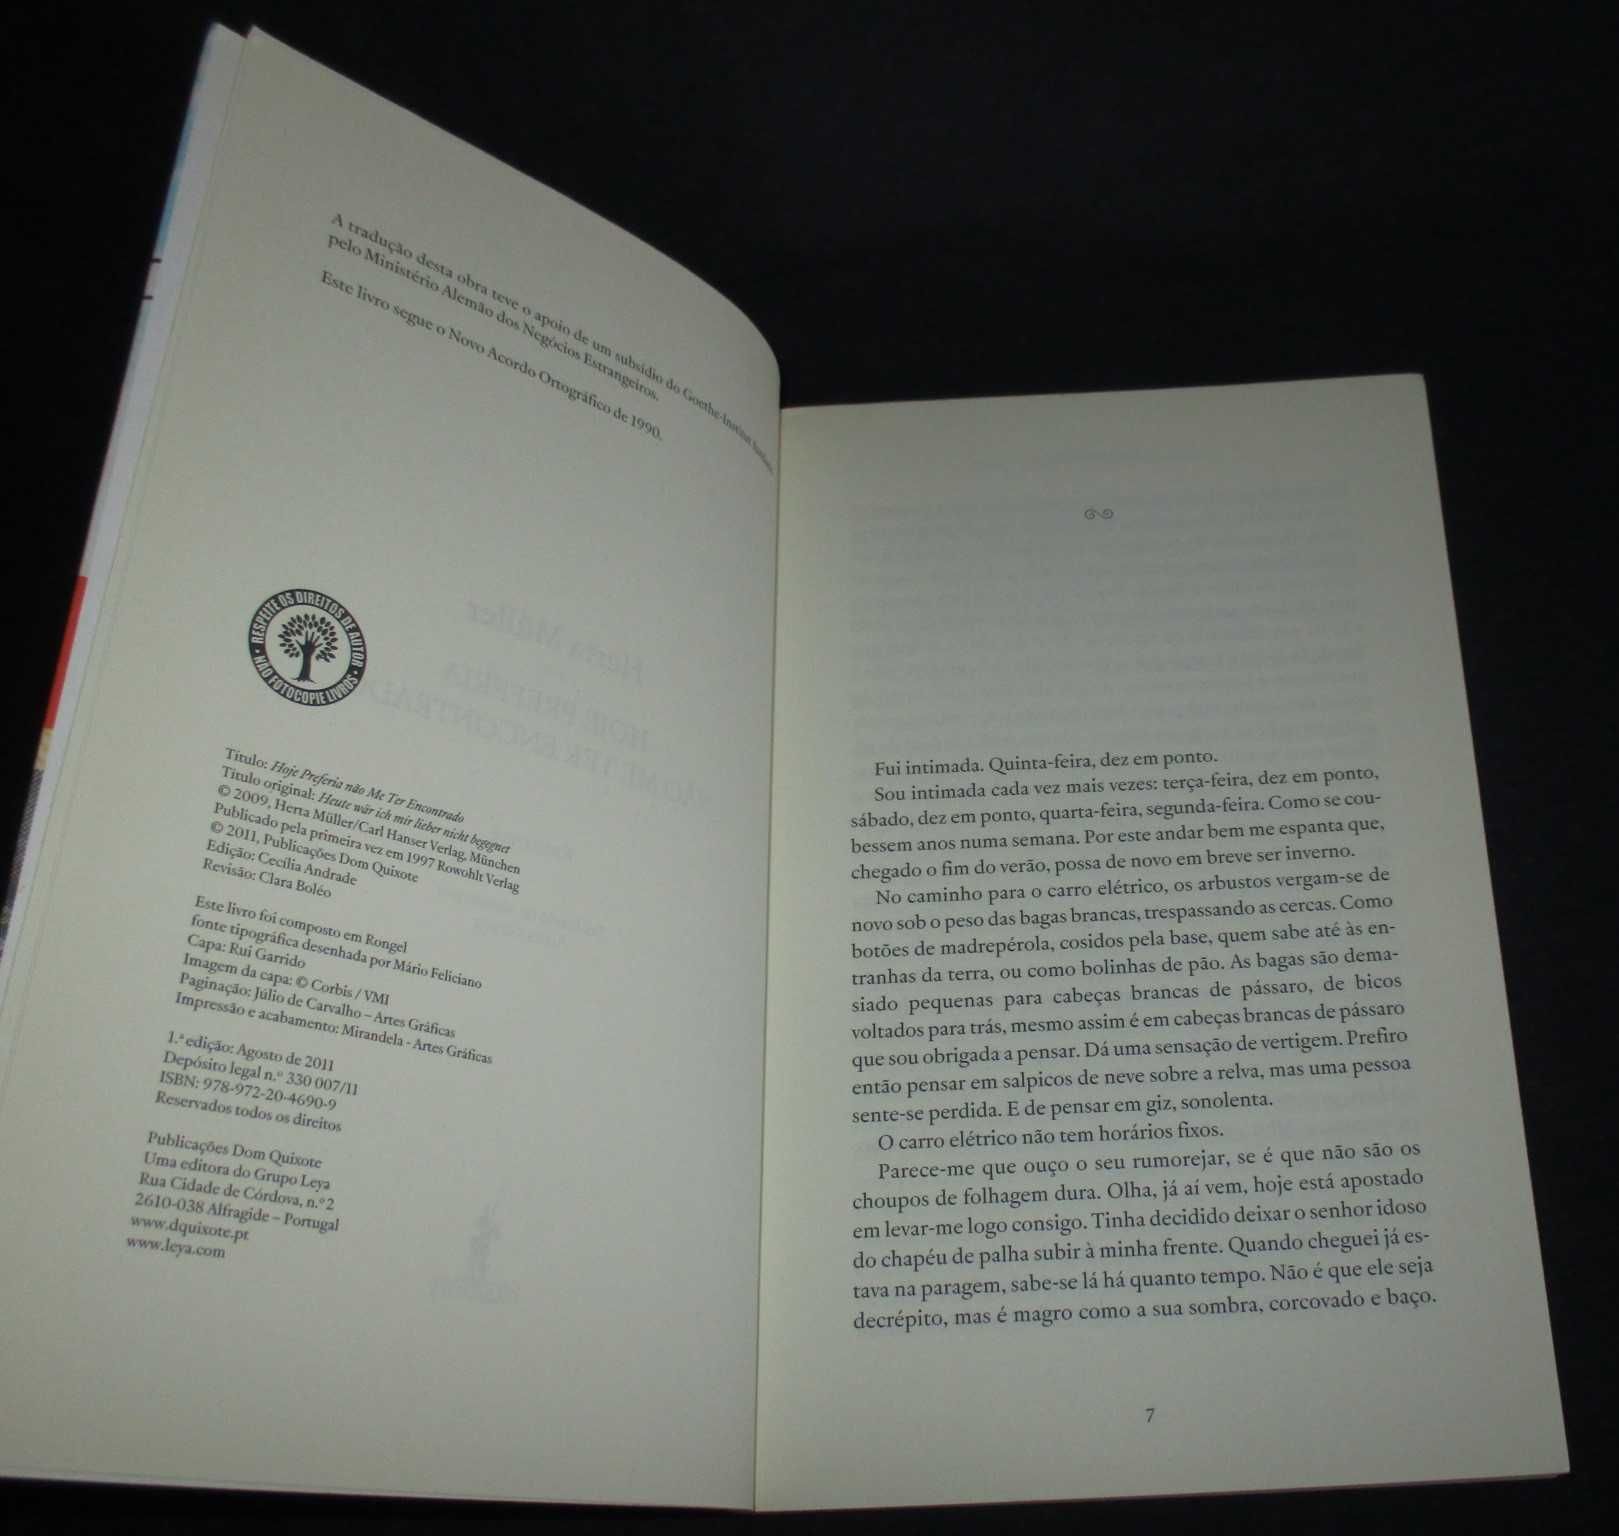 A tradução desta obra teve o apoio de um subsídio do Goethe-Institut
pelo Ministério Alemão dos Negócios Estrangeiros.
Este livro segue o Novo Acordo Ortográfico de 1990.
RESPEITE OS DIREITOS DE AUTOR
NÃO FOTOCOPIE LIVROS
Título: Hoje Preferia não Me Ter Encontrado
Título original: Heute wär ich mir lieber nicht begegnet
© 2009, Herta Müller/Carl Hanser Verlag, München
Publicado pela primeira vez em 1997 Rowohlt Verlag
© 2011, Publicações Dom Quixote
Edição: Cecília Andrade
Revisão: Clara Boléo
Este livro foi composto em Rongel
fonte tipográfica desenhada por Mário Feliciano
Capa: Rui Garrido
Imagem da capa: © Corbis / VMI
Paginação: Júlio de Carvalho – Artes Gráficas
Impressão e acabamento: Mirandela - Artes Gráficas
1.ª edição: Agosto de 2011
Depósito legal n.º 330 007/11
ISBN: 978-972-20-4690-9
Reservados todos os direitos
Publicações Dom Quixote
Uma editora do Grupo Leya
Rua Cidade de Córdova, n.º 2
2610-038 Alfragide – Portugal
www.dquixote.pt
www.leya.com
Fui intimada. Quinta-feira, dez em ponto.
Sou intimada cada vez mais vezes: terça-feira, dez em ponto,
sábado, dez em ponto, quarta-feira, segunda-feira. Como se cou-
bessem anos numa semana. Por este andar bem me espanta que,
chegado o fim do verão, possa de novo em breve ser inverno.
No caminho para o carro elétrico, os arbustos vergam-se de
novo sob o peso das bagas brancas, trespassando as cercas. Como
botões de madrepérola, cosidos pela base, quem sabe até às en-
tranhas da terra, ou como bolinhas de pão. As bagas são dema-
siado pequenas para cabeças brancas de pássaro, de bicos
voltados para trás, mesmo assim é em cabeças brancas de pássaro
que sou obrigada a pensar. Dá uma sensação de vertigem. Prefiro
então pensar em salpicos de neve sobre a relva, mas uma pessoa
sente-se perdida. E de pensar em giz, sonolenta.
O carro elétrico não tem horários fixos.
Parece-me que ouço o seu rumorejar, se é que não são os
choupos de folhagem dura. Olha, já aí vem, hoje está apostado
em levar-me logo consigo. Tinha decidido deixar o senhor idoso
do chapéu de palha subir à minha frente. Quando cheguei já es-
tava na paragem, sabe-se lá há quanto tempo. Não é que ele seja
decrépito, mas é magro como a sua sombra, corcovado e baço.
7